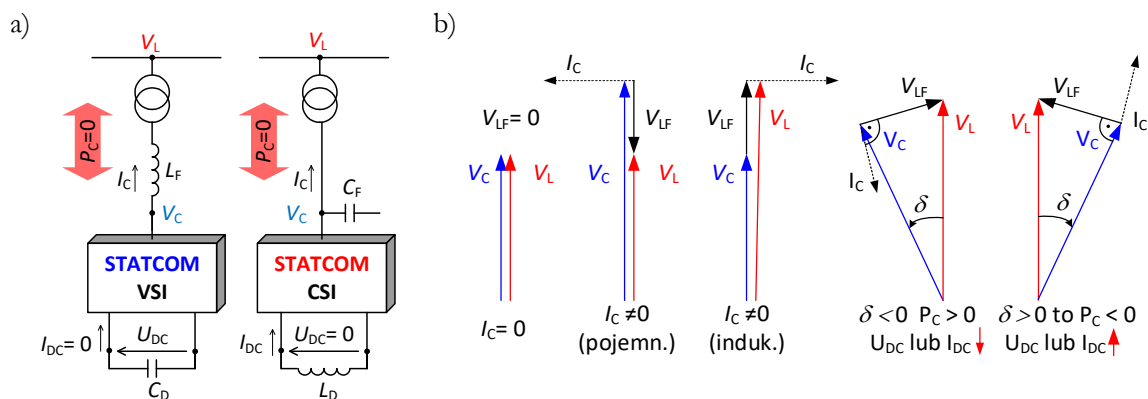 a)
V_L
V_L
P_C=0
P_C=0
L_F
I_C
I_C
C_F
V_C
V_C
STATCOM
VSI
STATCOM
CSI
I_DC = 0
U_DC
I_DC
U_DC = 0
C_D
L_D
b)
I_C
I_C
V_LF = 0
V_LF
V_LF
V_L
V_C
V_L
V_C
V_L
V_C
I_C = 0
I_C ≠0
(pojemn.)
I_C ≠0
(induk.)
V_LF
V_L
V_C
I_C
δ
δ < 0 P_C > 0
U_DC lub I_DC
V_LF
I_C
V_L
V_C
δ
δ > 0 to P_C < 0
U_DC lub I_DC